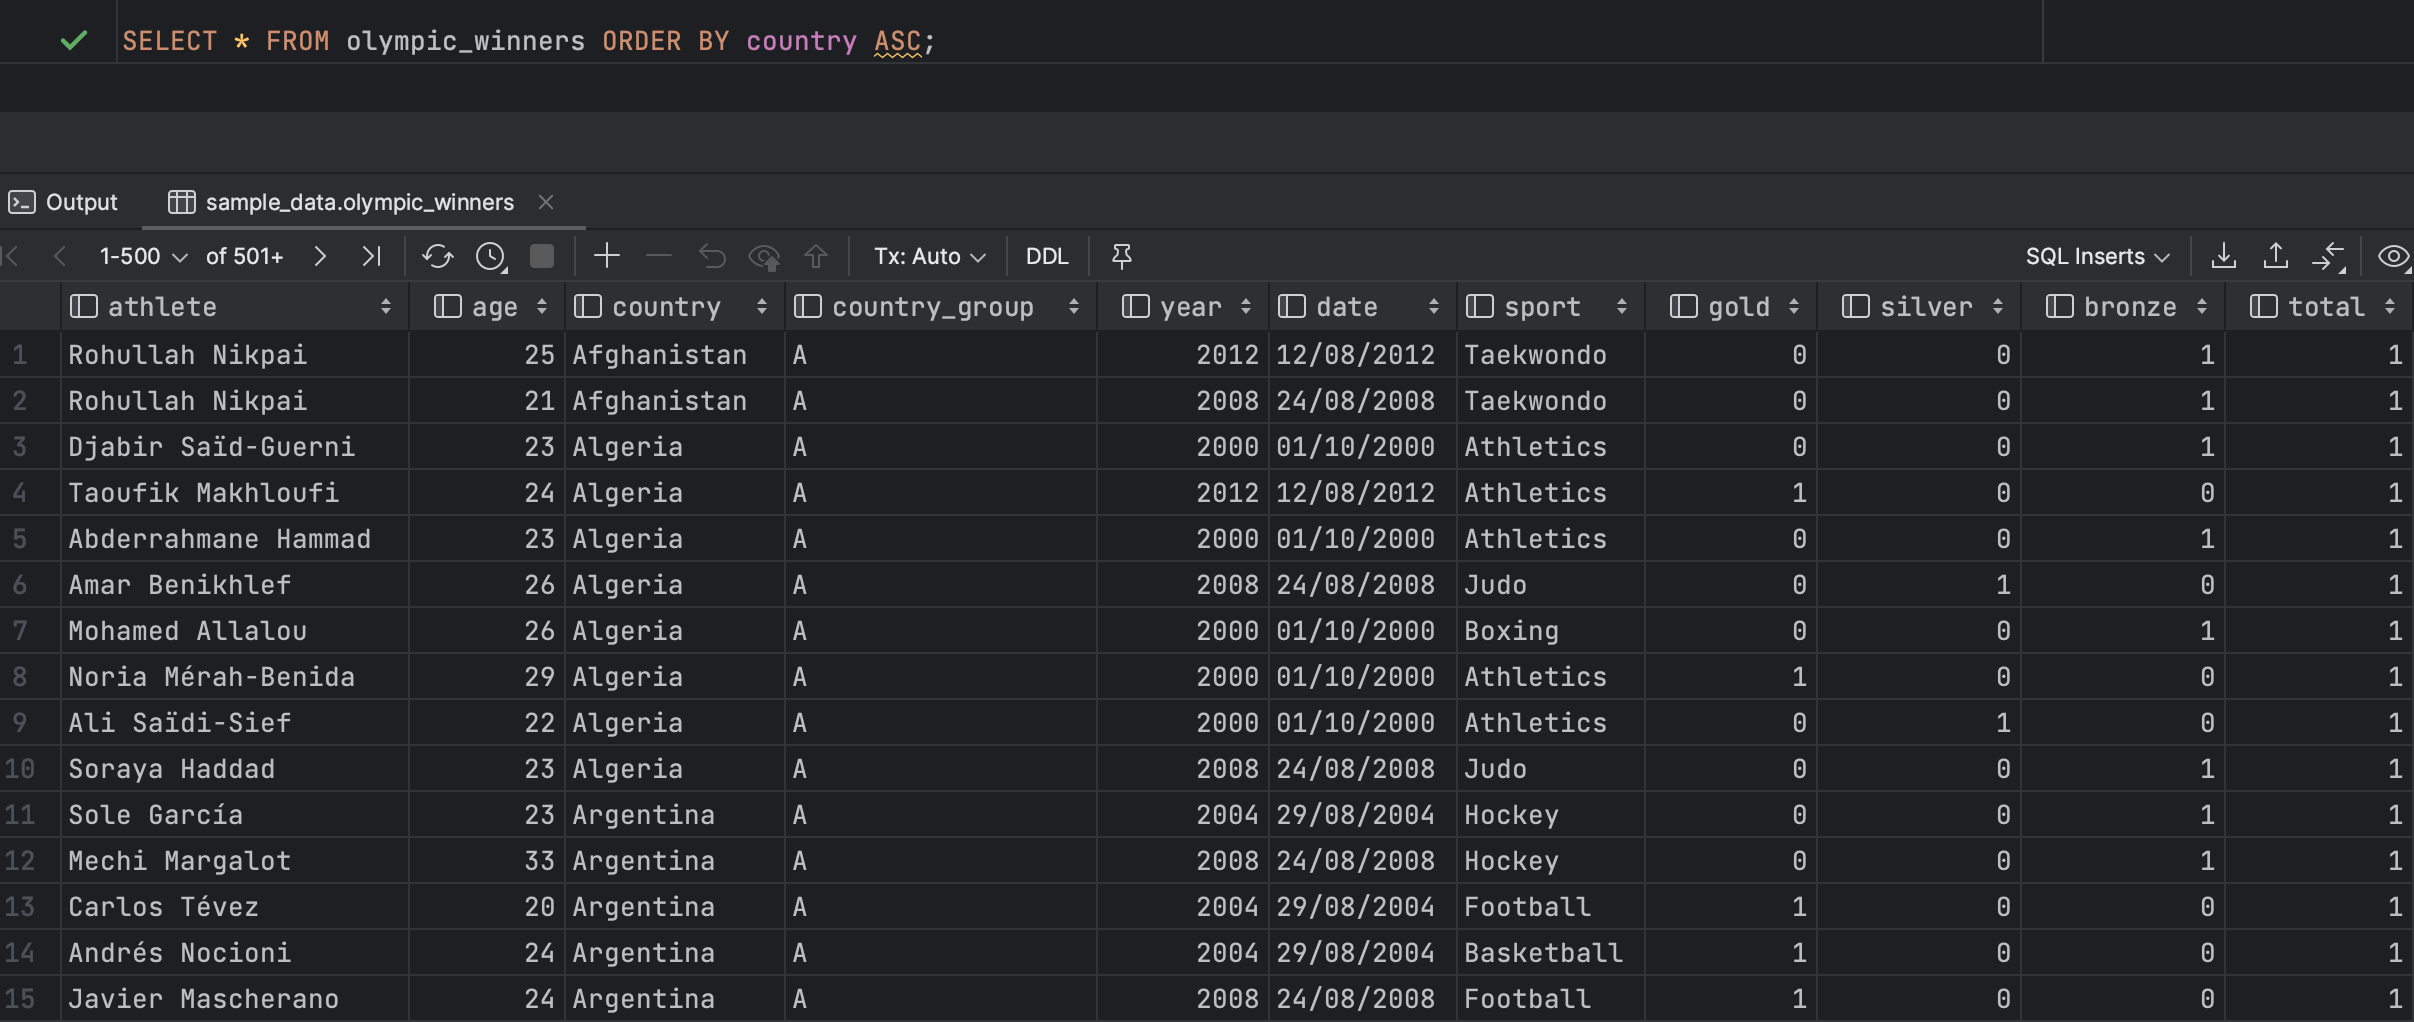 SELECT * FROM olympic_winners ORDER BY country ASC;
Output sample_data.olympic_winners
1-500 of 501+ Tx: Auto DDL SQL Inserts
athlete age country country_group year date sport gold silver bronze total
1 Rohullah Nikpai 25 Afghanistan A 2012 12/08/2012 Taekwondo 0 0 1 1
2 Rohullah Nikpai 21 Afghanistan A 2008 24/08/2008 Taekwondo 0 0 1 1
3 Djabir Saïd-Guerni 23 Algeria A 2000 01/10/2000 Athletics 0 0 1 1
4 Taoufik Makhloufi 24 Algeria A 2012 12/08/2012 Athletics 1 0 0 1
5 Abderrahmane Hammad 23 Algeria A 2000 01/10/2000 Athletics 0 0 1 1
6 Amar Benikhlef 26 Algeria A 2008 24/08/2008 Judo 0 1 0 1
7 Mohamed Allalou 26 Algeria A 2000 01/10/2000 Boxing 0 0 1 1
8 Noria Mérah-Benida 29 Algeria A 2000 01/10/2000 Athletics 1 0 0 1
9 Ali Saïdi-Sief 22 Algeria A 2000 01/10/2000 Athletics 0 1 0 1
10 Soraya Haddad 23 Algeria A 2008 24/08/2008 Judo 0 0 1 1
11 Sole García 23 Argentina A 2004 29/08/2004 Hockey 0 0 1 1
12 Mechi Margalot 33 Argentina A 2008 24/08/2008 Hockey 0 0 1 1
13 Carlos Tévez 20 Argentina A 2004 29/08/2004 Football 1 0 0 1
14 Andrés Nocioni 24 Argentina A 2004 29/08/2004 Basketball 1 0 0 1
15 Javier Mascherano 24 Argentina A 2008 24/08/2008 Football 1 0 0 1